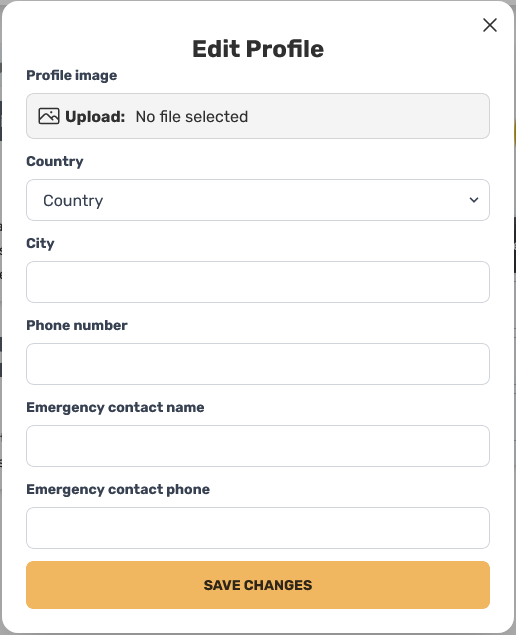 Edit Profile
Profile image
Upload: No file selected
Country
Country
City
Phone number
Emergency contact name
Emergency contact phone
SAVE CHANGES